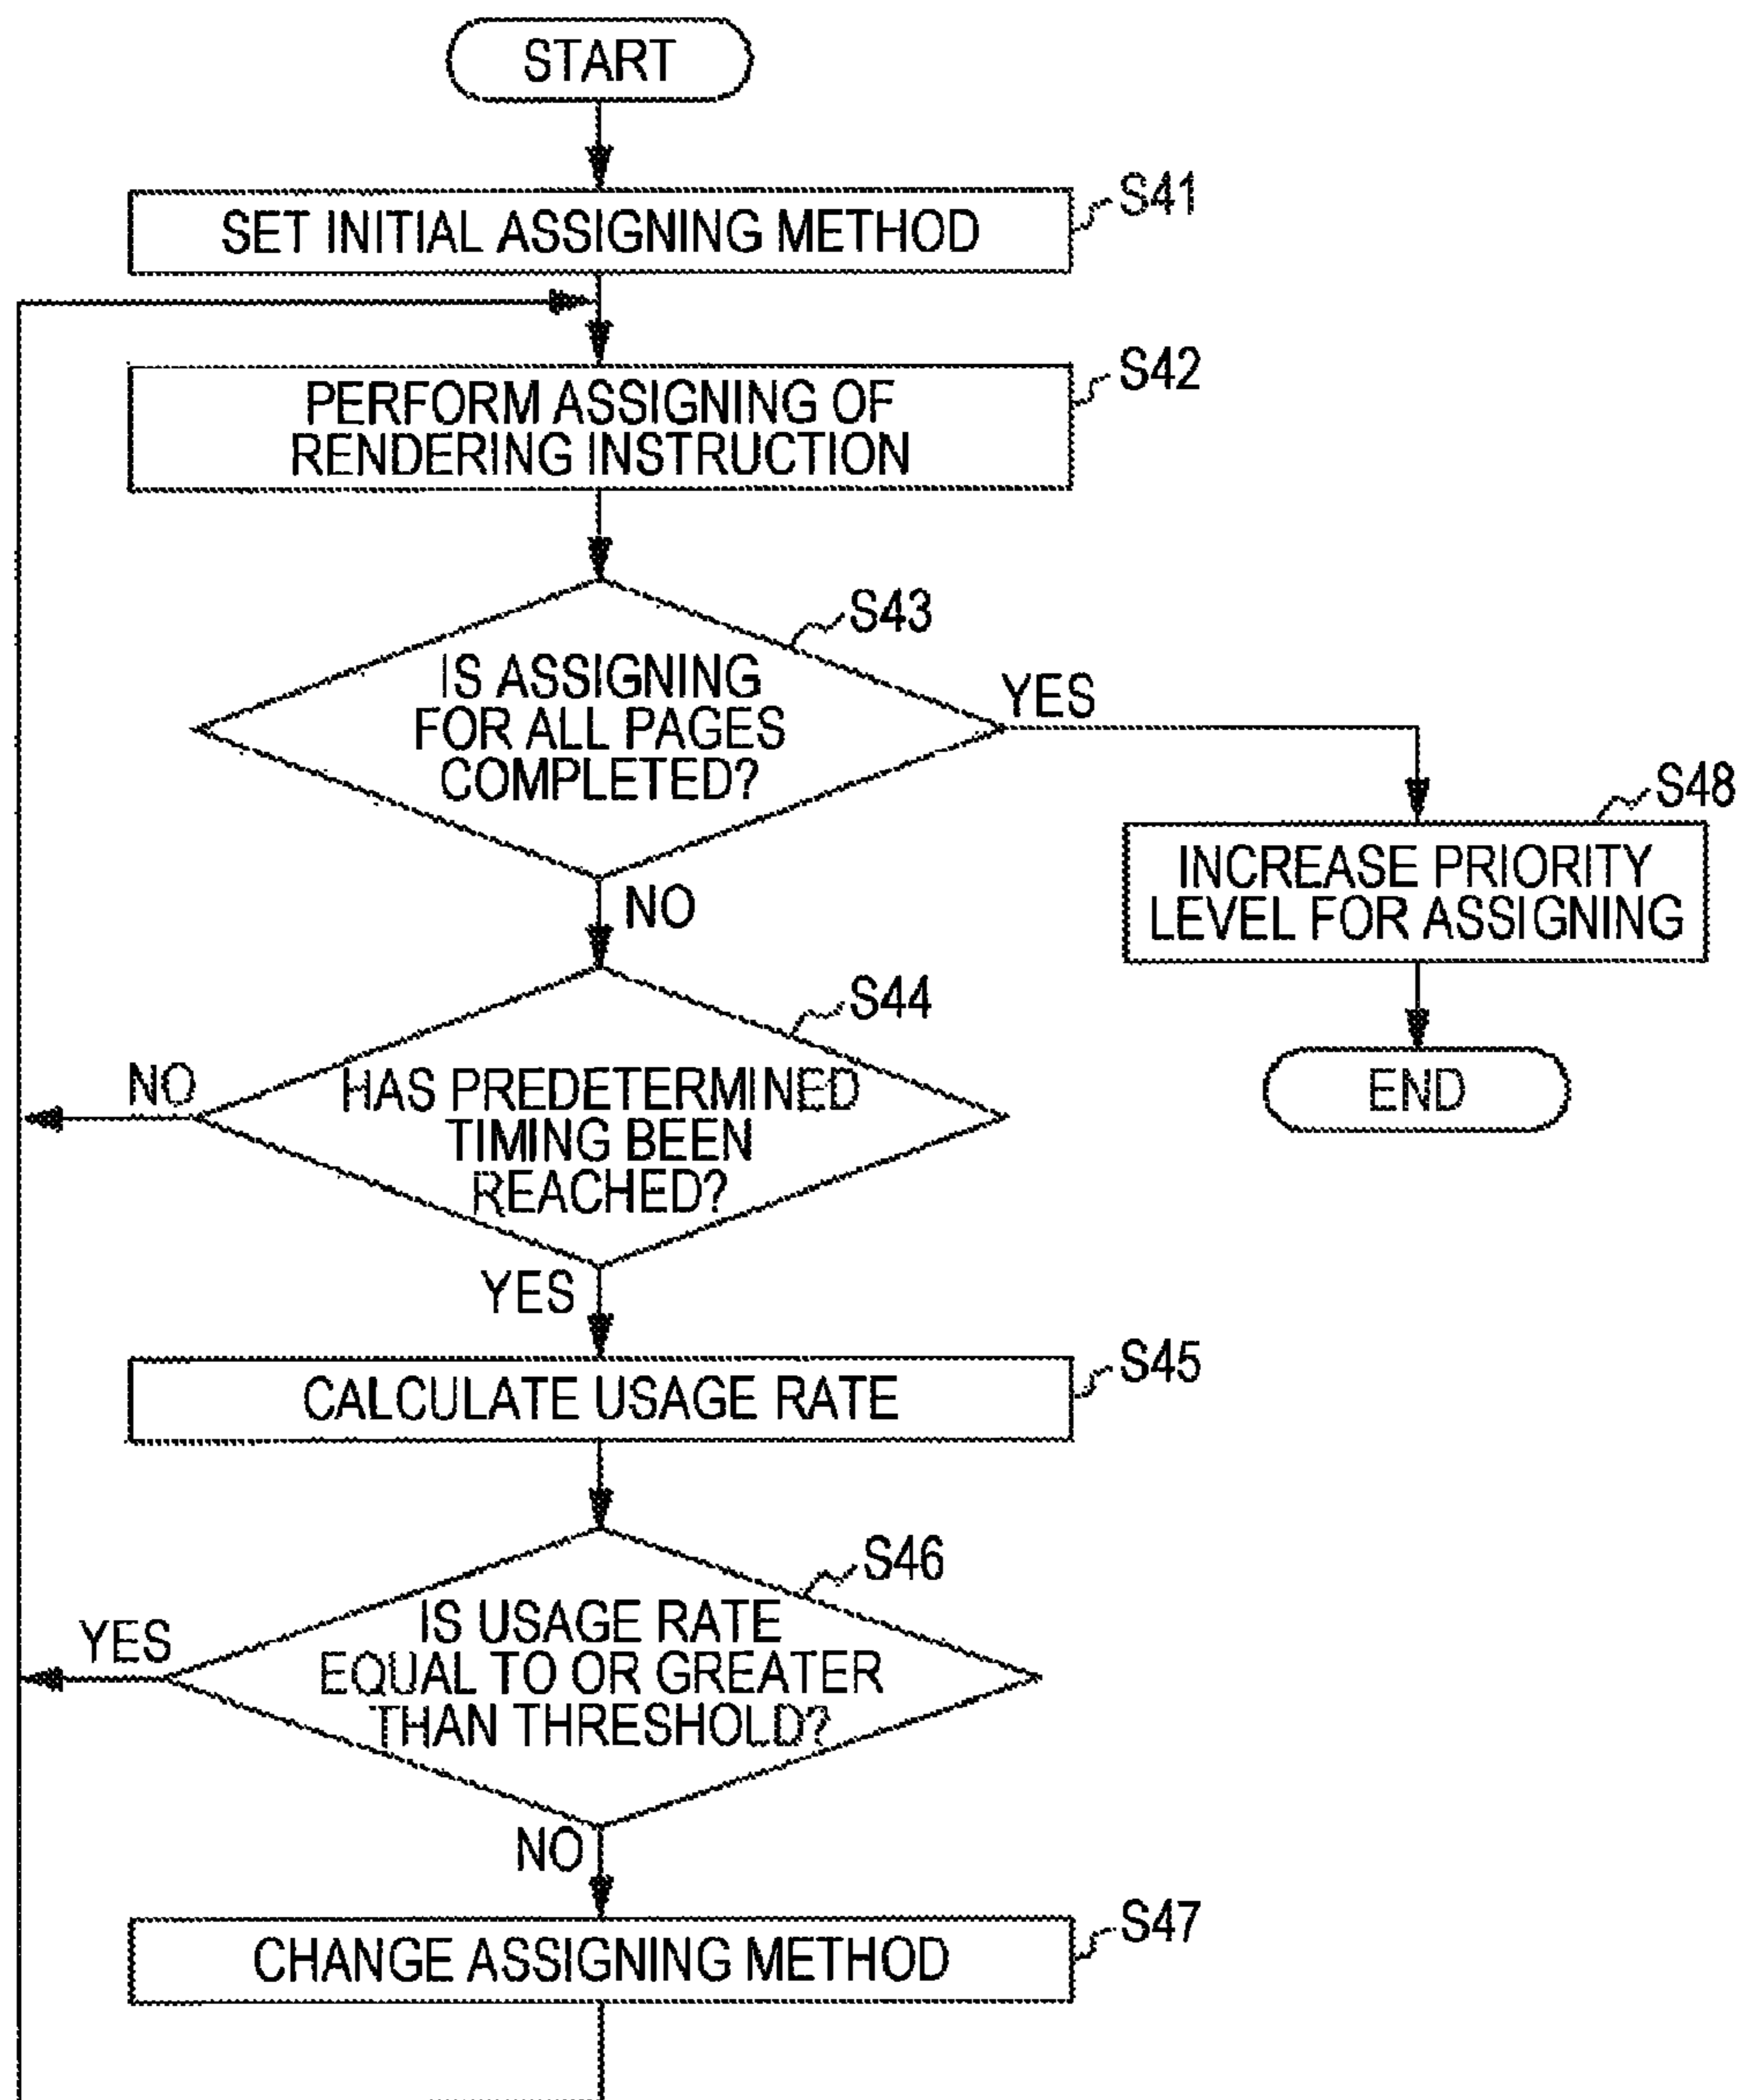 START
S41
SET INITIAL ASSIGNING METHOD
S42
PERFORM ASSIGNING OF
RENDERING INSTRUCTION
S43
IS ASSIGNING
FOR ALL PAGES
COMPLETED?
YES
S48
INCREASE PRIORITY
LEVEL FOR ASSIGNING
NO
END
S44
NO
HAS PREDETERMINED
TIMING BEEN
REACHED?
YES
S45
CALCULATE USAGE RATE
S46
YES
IS USAGE RATE
EQUAL TO OR GREATER
THAN THRESHOLD?
NO
S47
CHANGE ASSIGNING METHOD